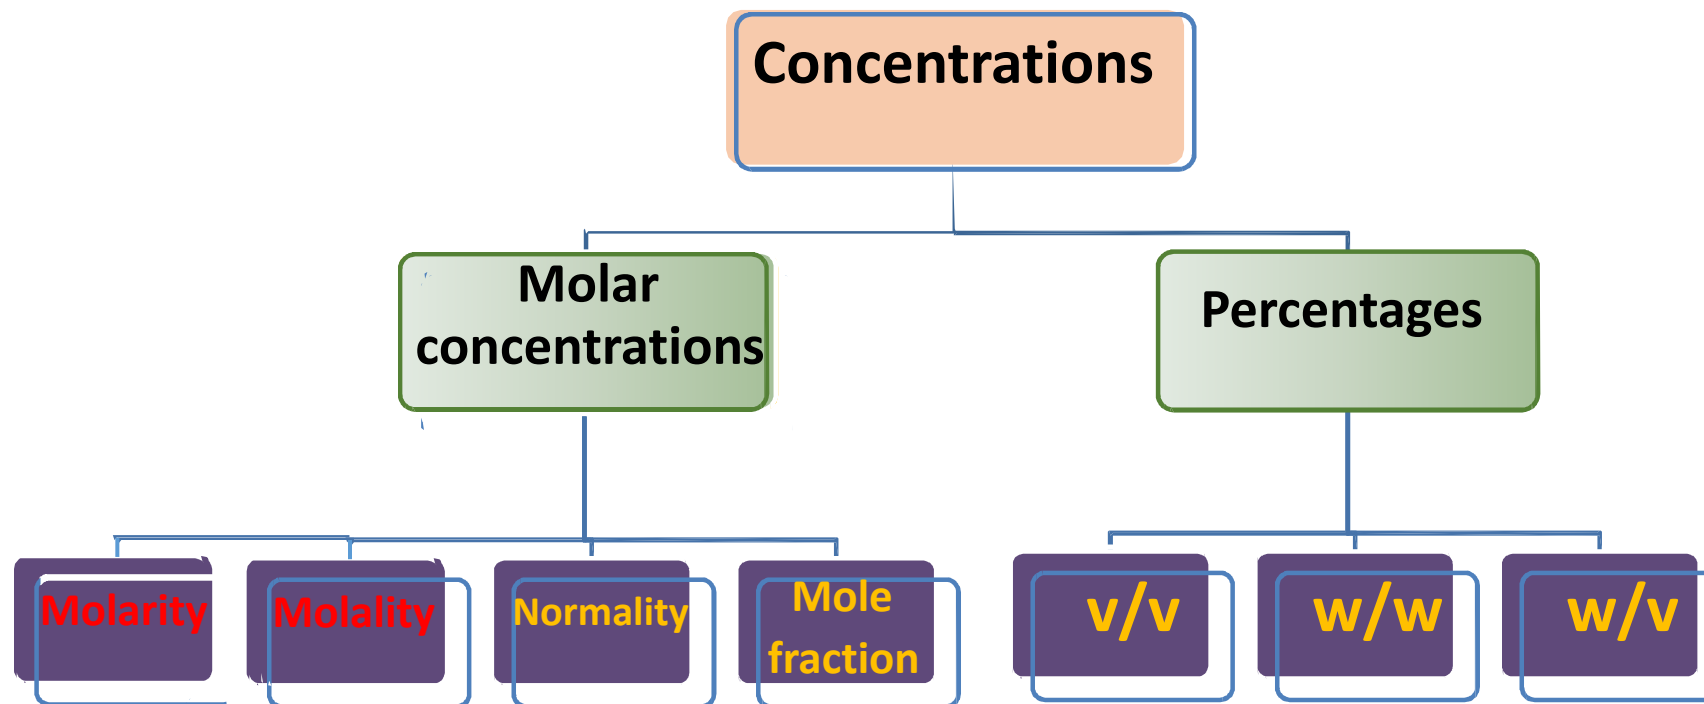 Concentrations
Molar
concentrations
Percentages
Molarity
Molality
Normality
Mole
fraction
v/v
w/w
w/v